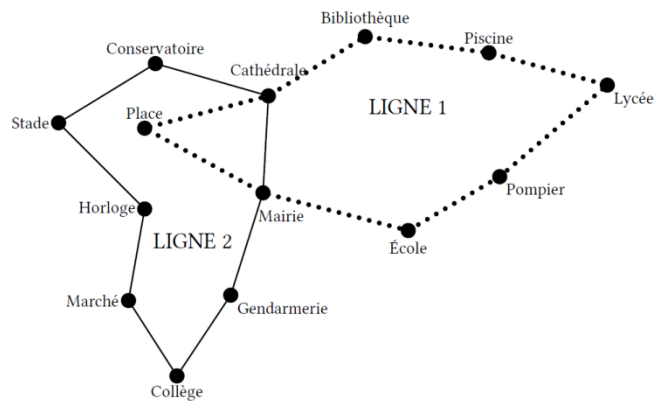 Bibliothèque
Piscine
Conservatoire
Cathédrale
Lycée
LIGNE 1
Place
Stade
Pompier
Horloge
Mairie
LIGNE 2
École
Marché
Gendarmerie
Collège